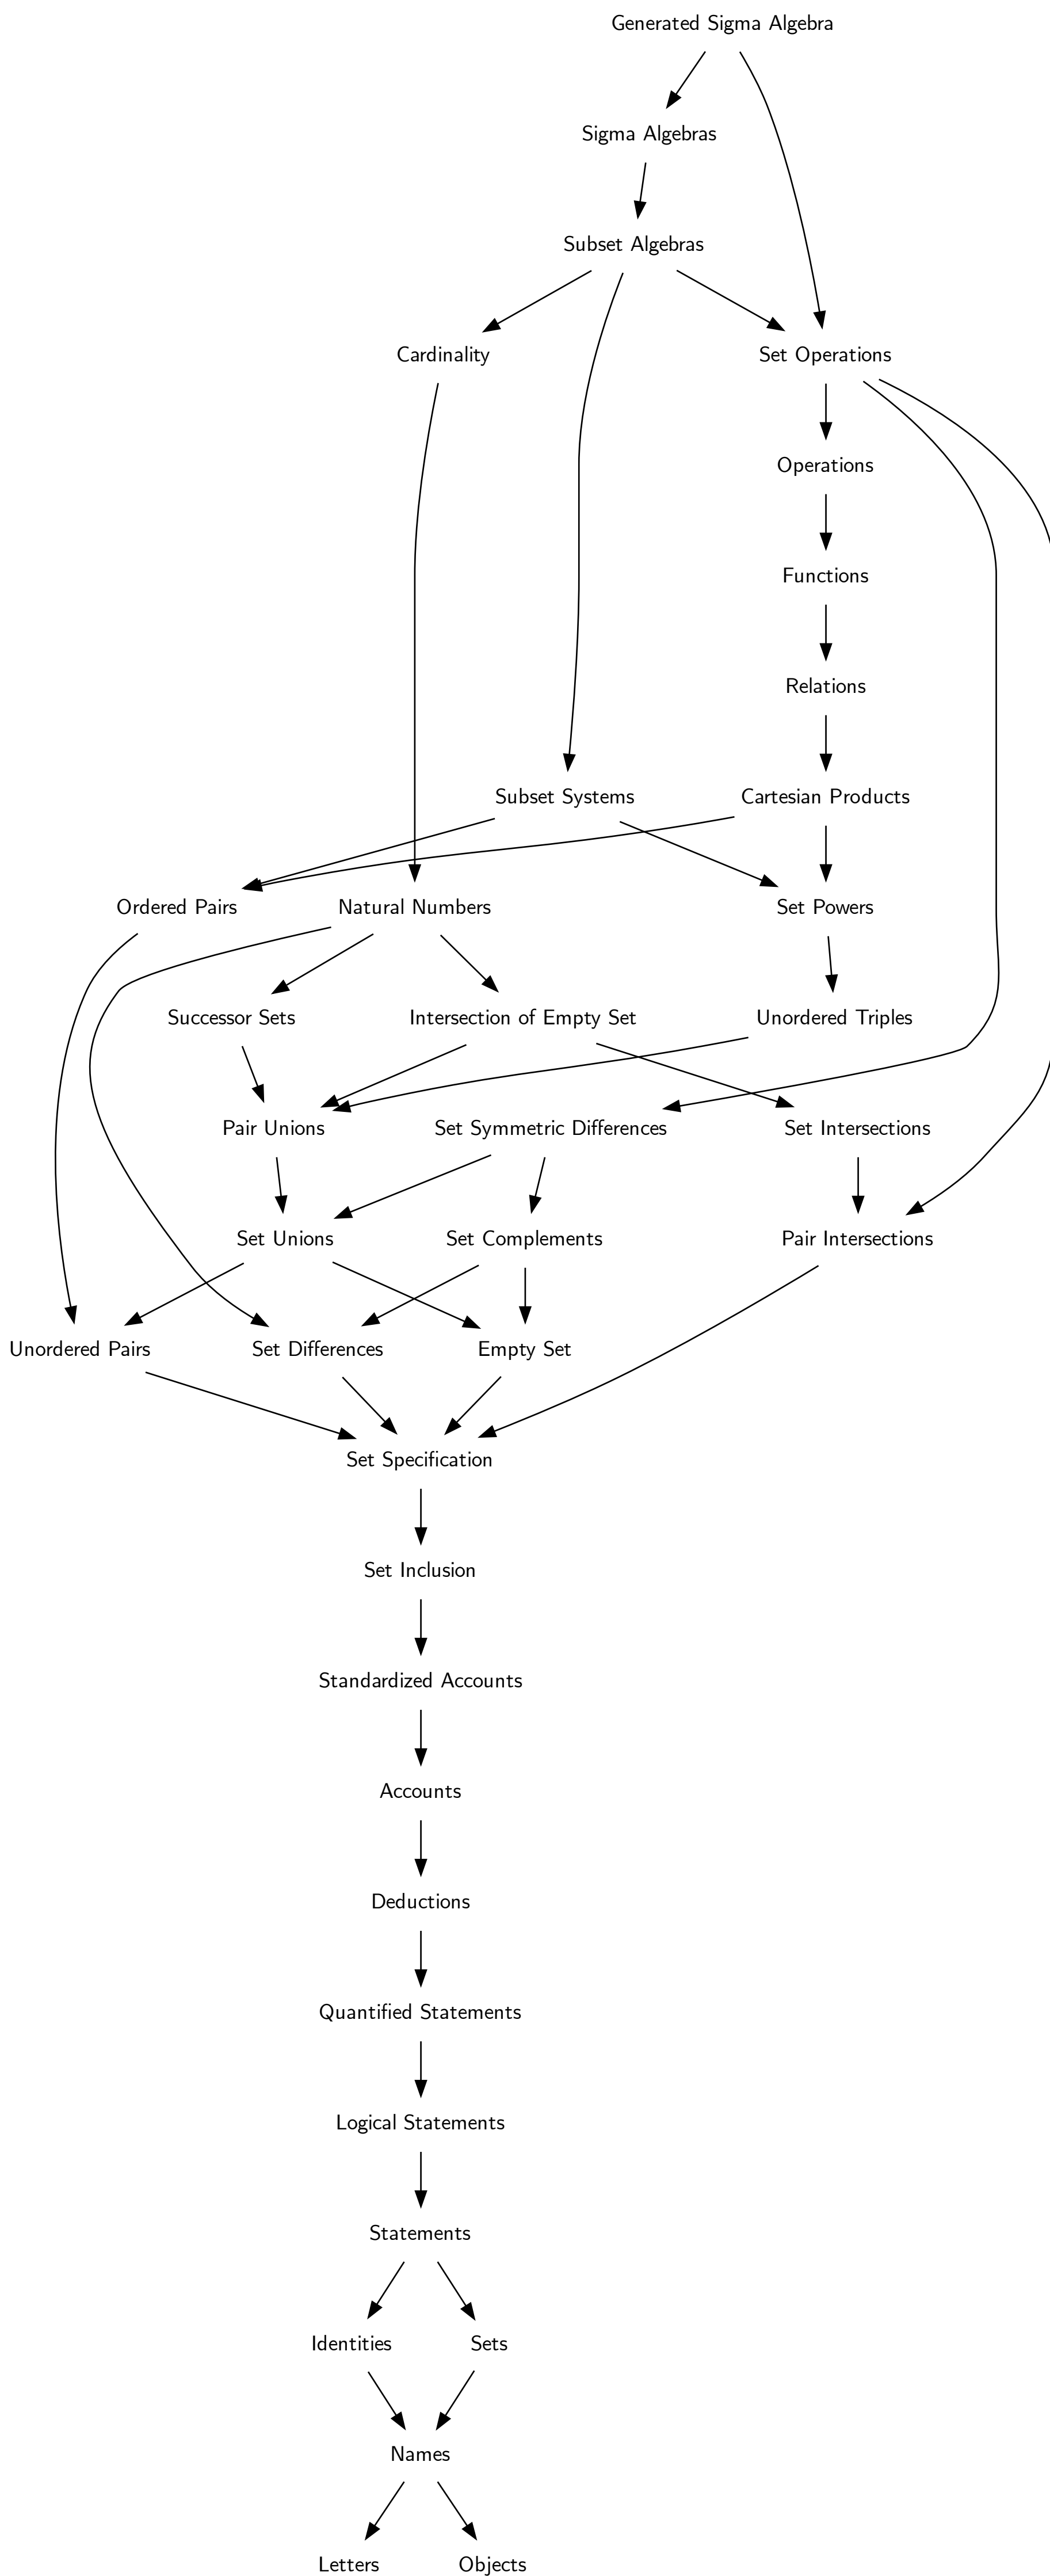 Generated Sigma Algebra
Sigma Algebras
Subset Algebras
Cardinality
Set Operations
Operations
Functions
Relations
Subset Systems
Cartesian Products
Ordered Pairs
Natural Numbers
Set Powers
Successor Sets
Intersection of Empty Set
Unordered Triples
Pair Unions
Set Symmetric Differences
Set Intersections
Set Unions
Set Complements
Pair Intersections
Unordered Pairs
Set Differences
Empty Set
Set Specification
Set Inclusion
Standardized Accounts
Accounts
Deductions
Quantified Statements
Logical Statements
Statements
Identities
Sets
Names
Letters
Objects